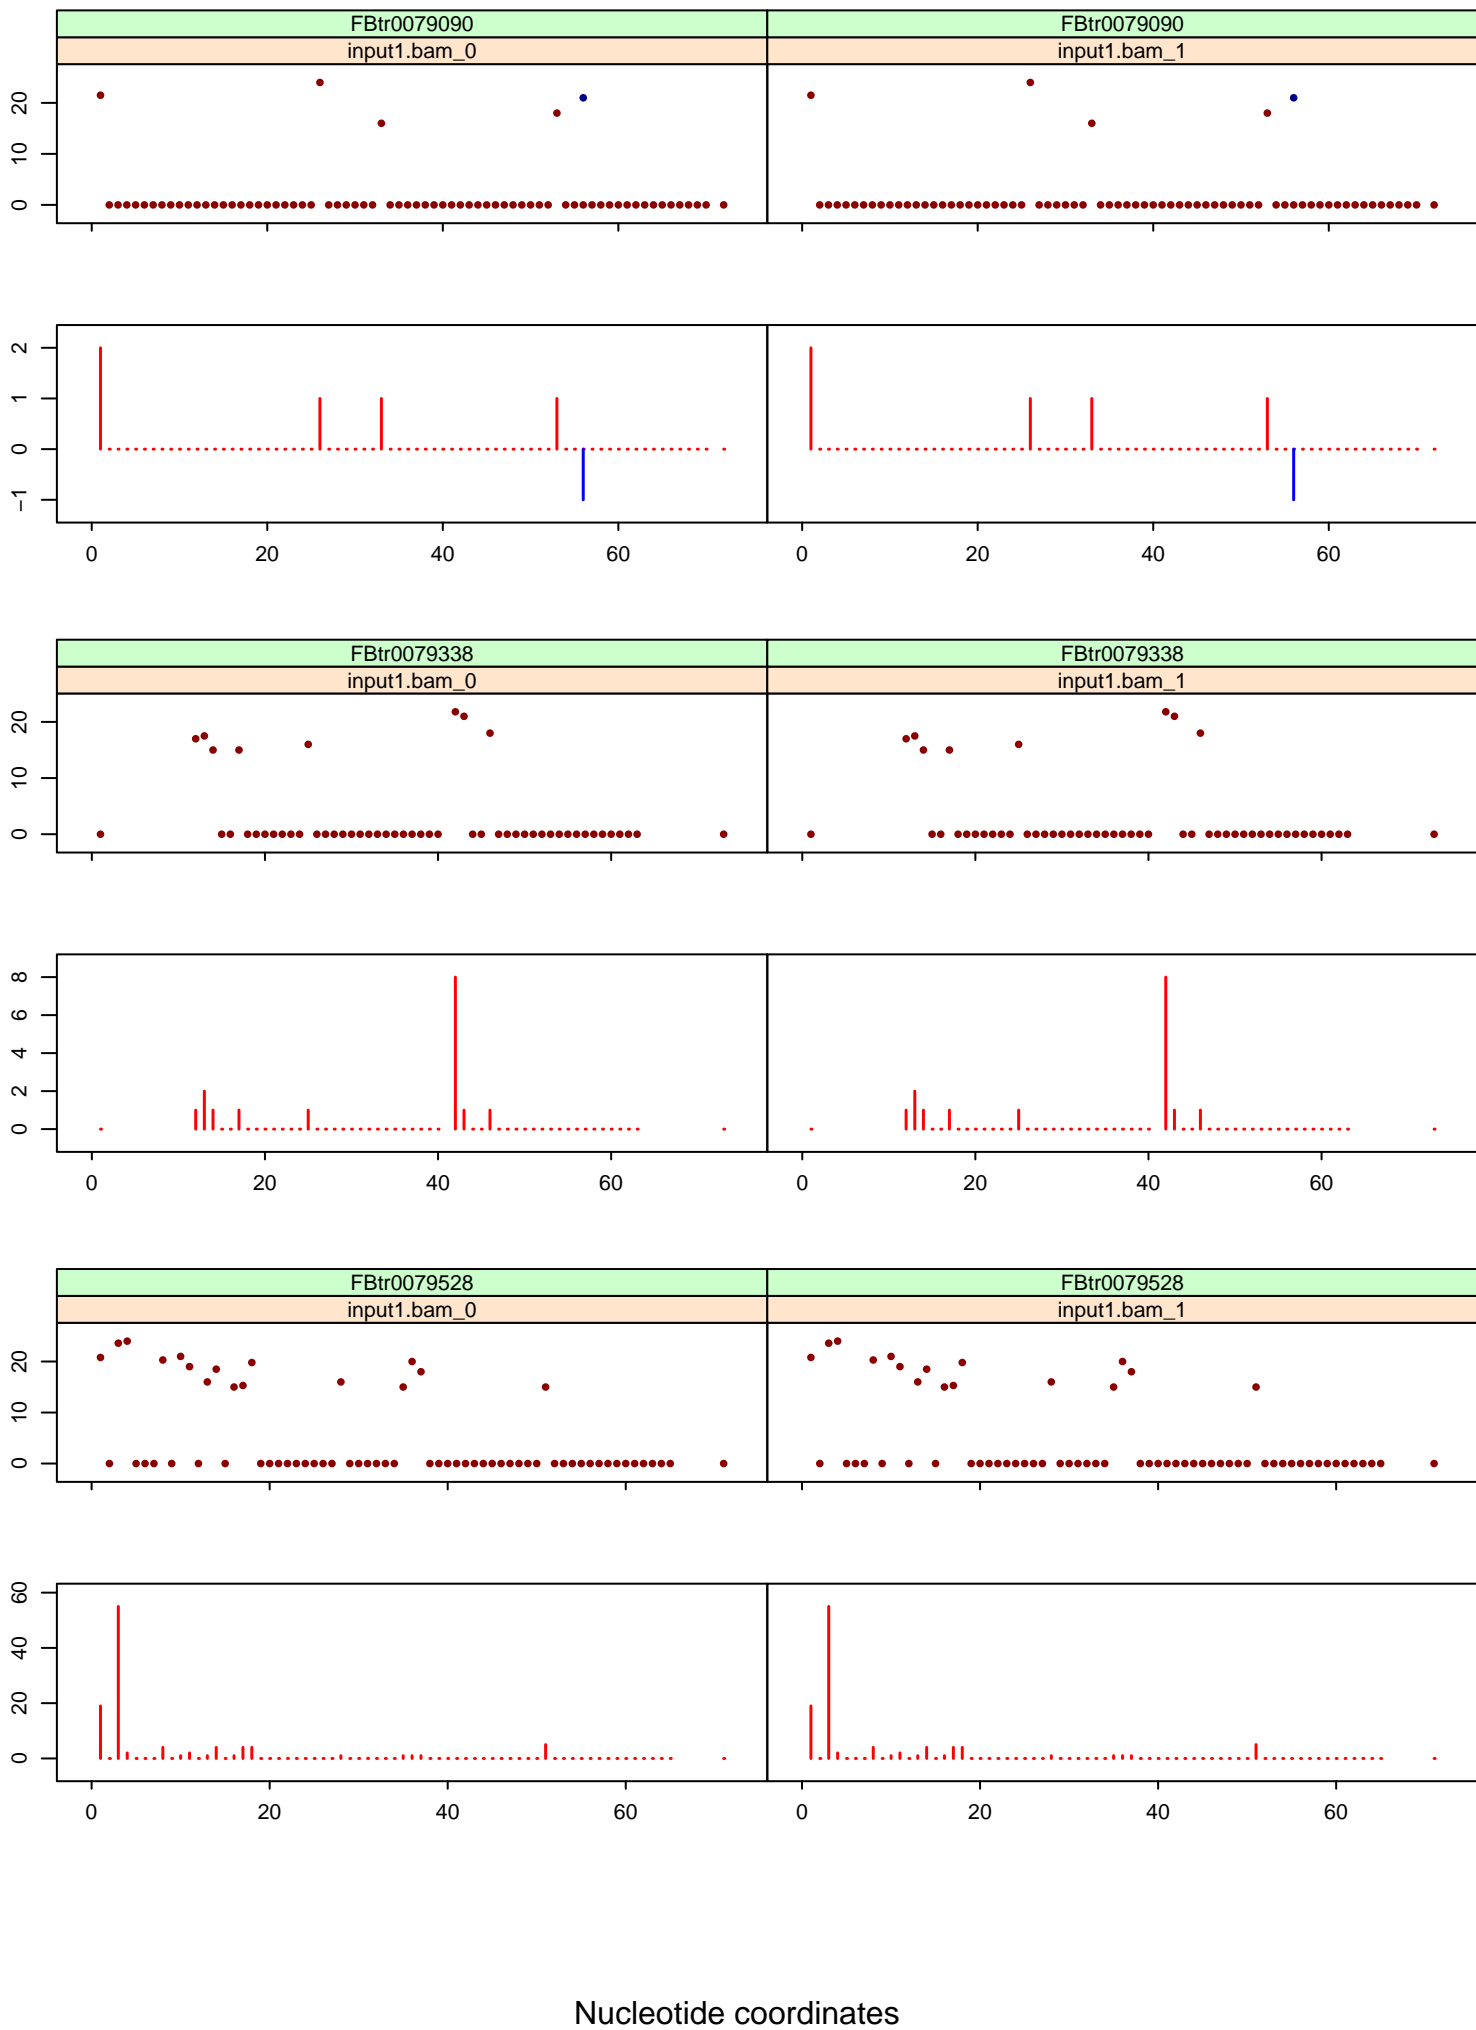 FBtr0079090 FBtr0079090
input1.bam_0 input1.bam_1
20
10
0
2
1
0
−1
0 20 40 60 0 20 40 60
FBtr0079338 FBtr0079338
input1.bam_0 input1.bam_1
20
10
0
8
6
4
2
0
0 20 40 60 0 20 40 60
FBtr0079528 FBtr0079528
input1.bam_0 input1.bam_1
20
10
0
60
40
20
0
0 20 40 60 0 20 40 60
Nucleotide coordinates